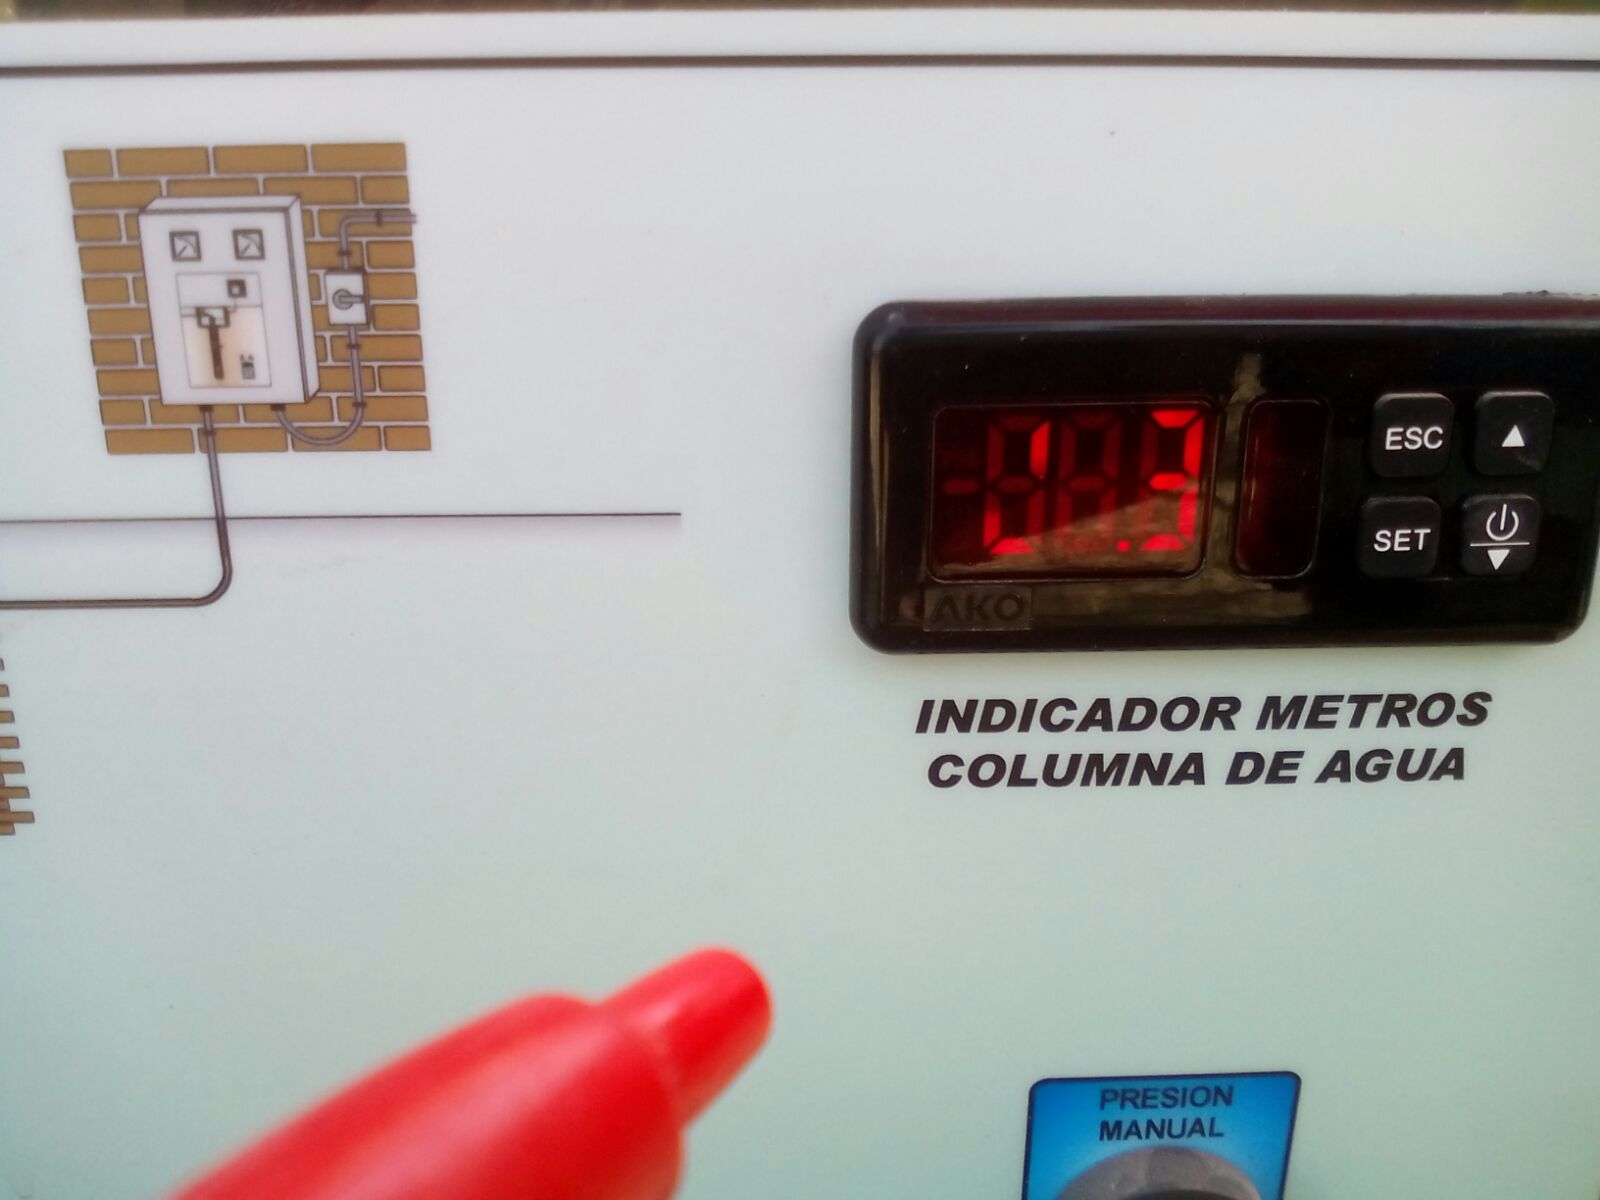 ESC
SET
AKO
INDICADOR METROS
COLUMNA DE AGUA
PRESION
MANUAL